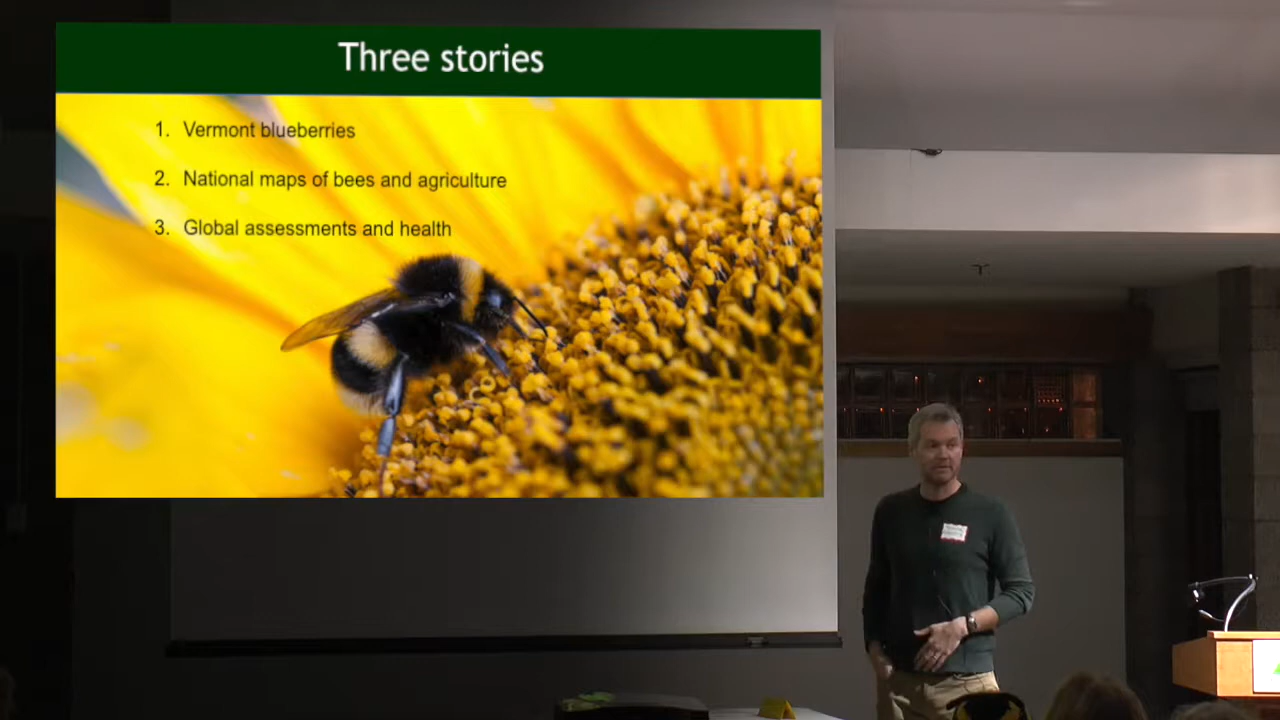 Three stories
1. Vermont blueberries
2. National maps of bees and agriculture
3. Global assessments and health